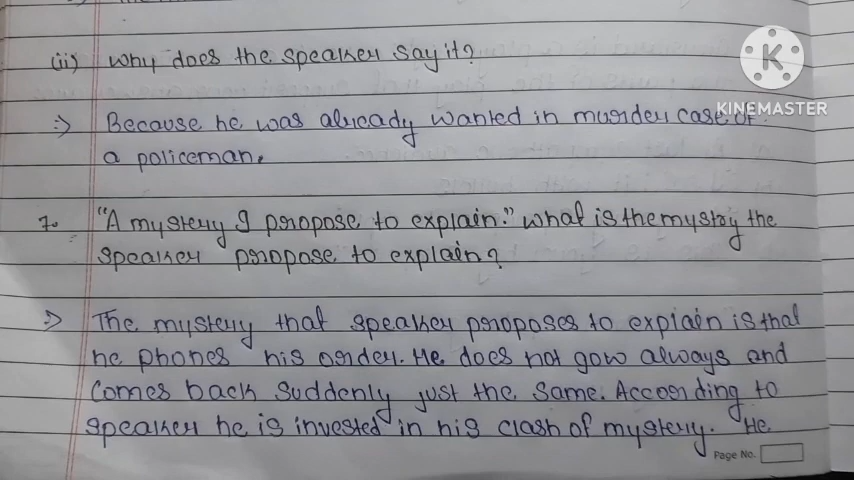 (ii) Why does the speaker say it?
K
KINEMASTER
⇒ Because he was already wanted in murder case of
a policeman.
7. "A mystery I propose to explain." What is the mystry the
speaker propose to explain?
⇒ The mystery that speaker proposes to explain is that
he phones his order. He does not gow always and
comes back suddenly just the same. According to
speaker he is invested in his clash of mystery. He
Page No.